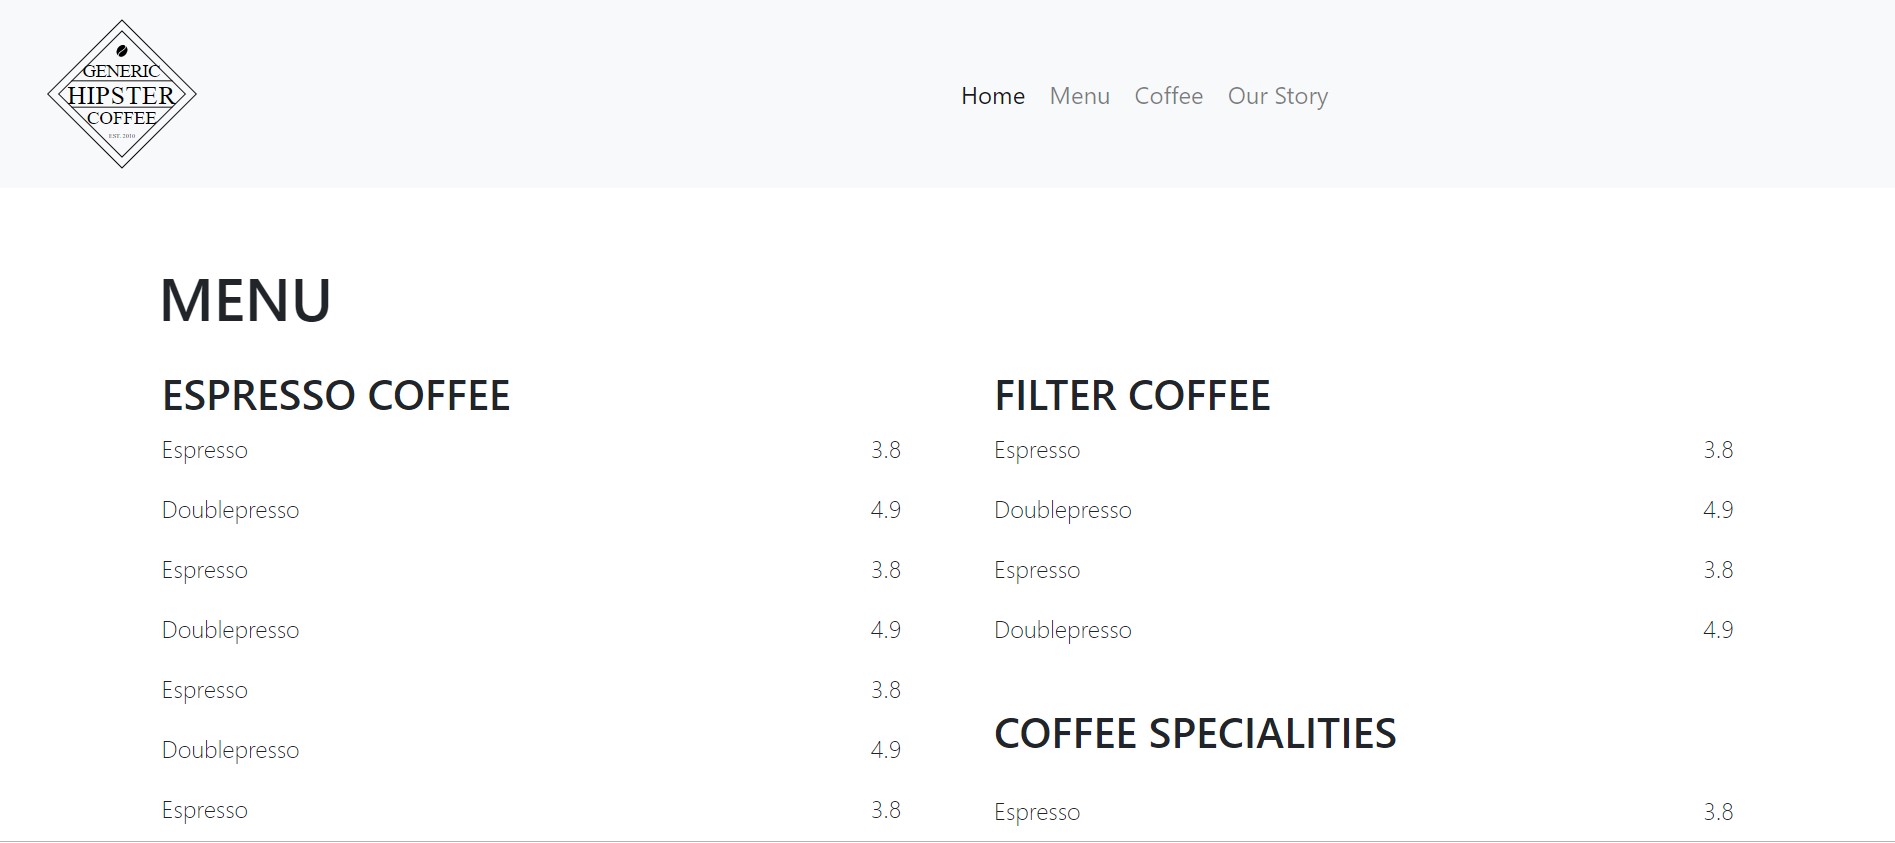 GENERIC
HIPSTER
COFFEE
EST. 2010
Home Menu Coffee Our Story
MENU
ESPRESSO COFFEE
Espresso 3.8
Doublepresso 4.9
Espresso 3.8
Doublepresso 4.9
Espresso 3.8
Doublepresso 4.9
Espresso 3.8
FILTER COFFEE
Espresso 3.8
Doublepresso 4.9
Espresso 3.8
Doublepresso 4.9
COFFEE SPECIALITIES
Espresso 3.8